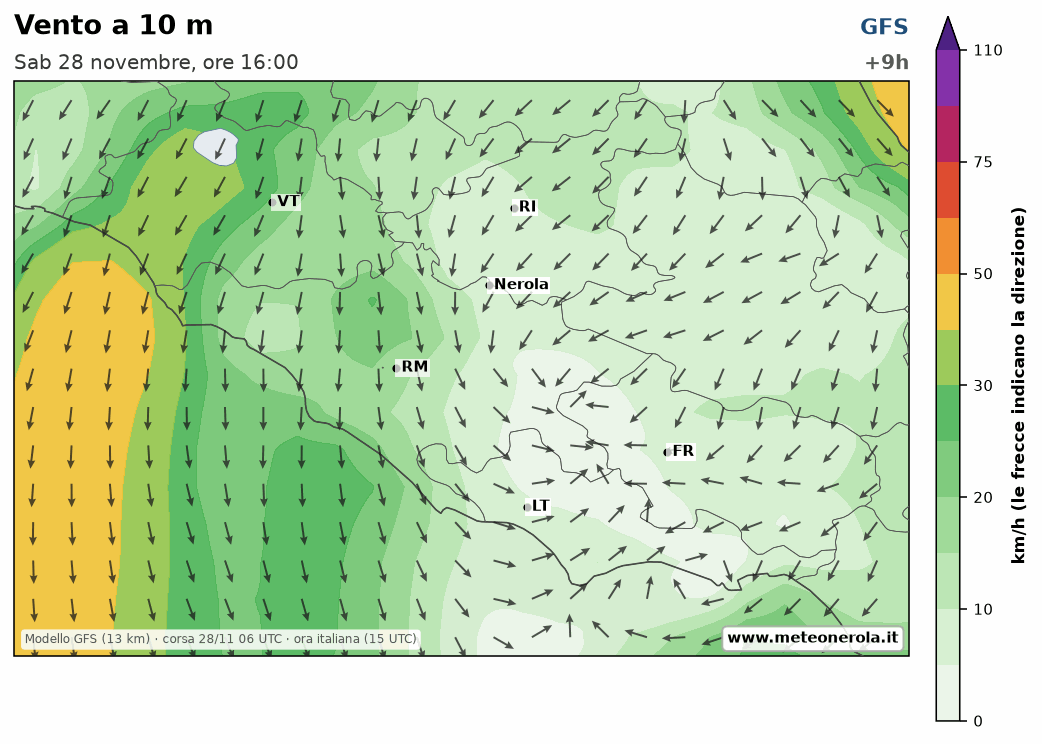 Vento a 10 m
GFS
Sab 28 novembre, ore 16:00
+9h
110
75
50
30
20
10
0
km/h (le frecce indicano la direzione)
VT
RI
Nerola
RM
FR
LT
Modello GFS (13 km) · corsa 28/11 06 UTC · ora italiana (15 UTC)
www.meteonerola.it